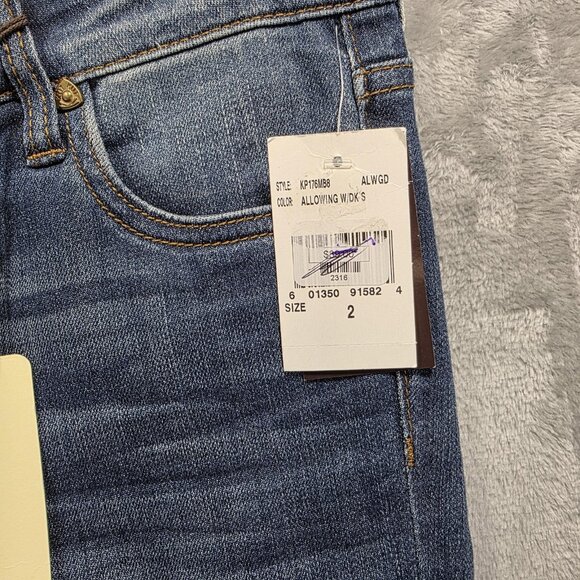 STYLE: KP176MB8 ALWGD
COLOR: ALLOWING W/DK S
2316
6 01350 91582 4
SIZE 2